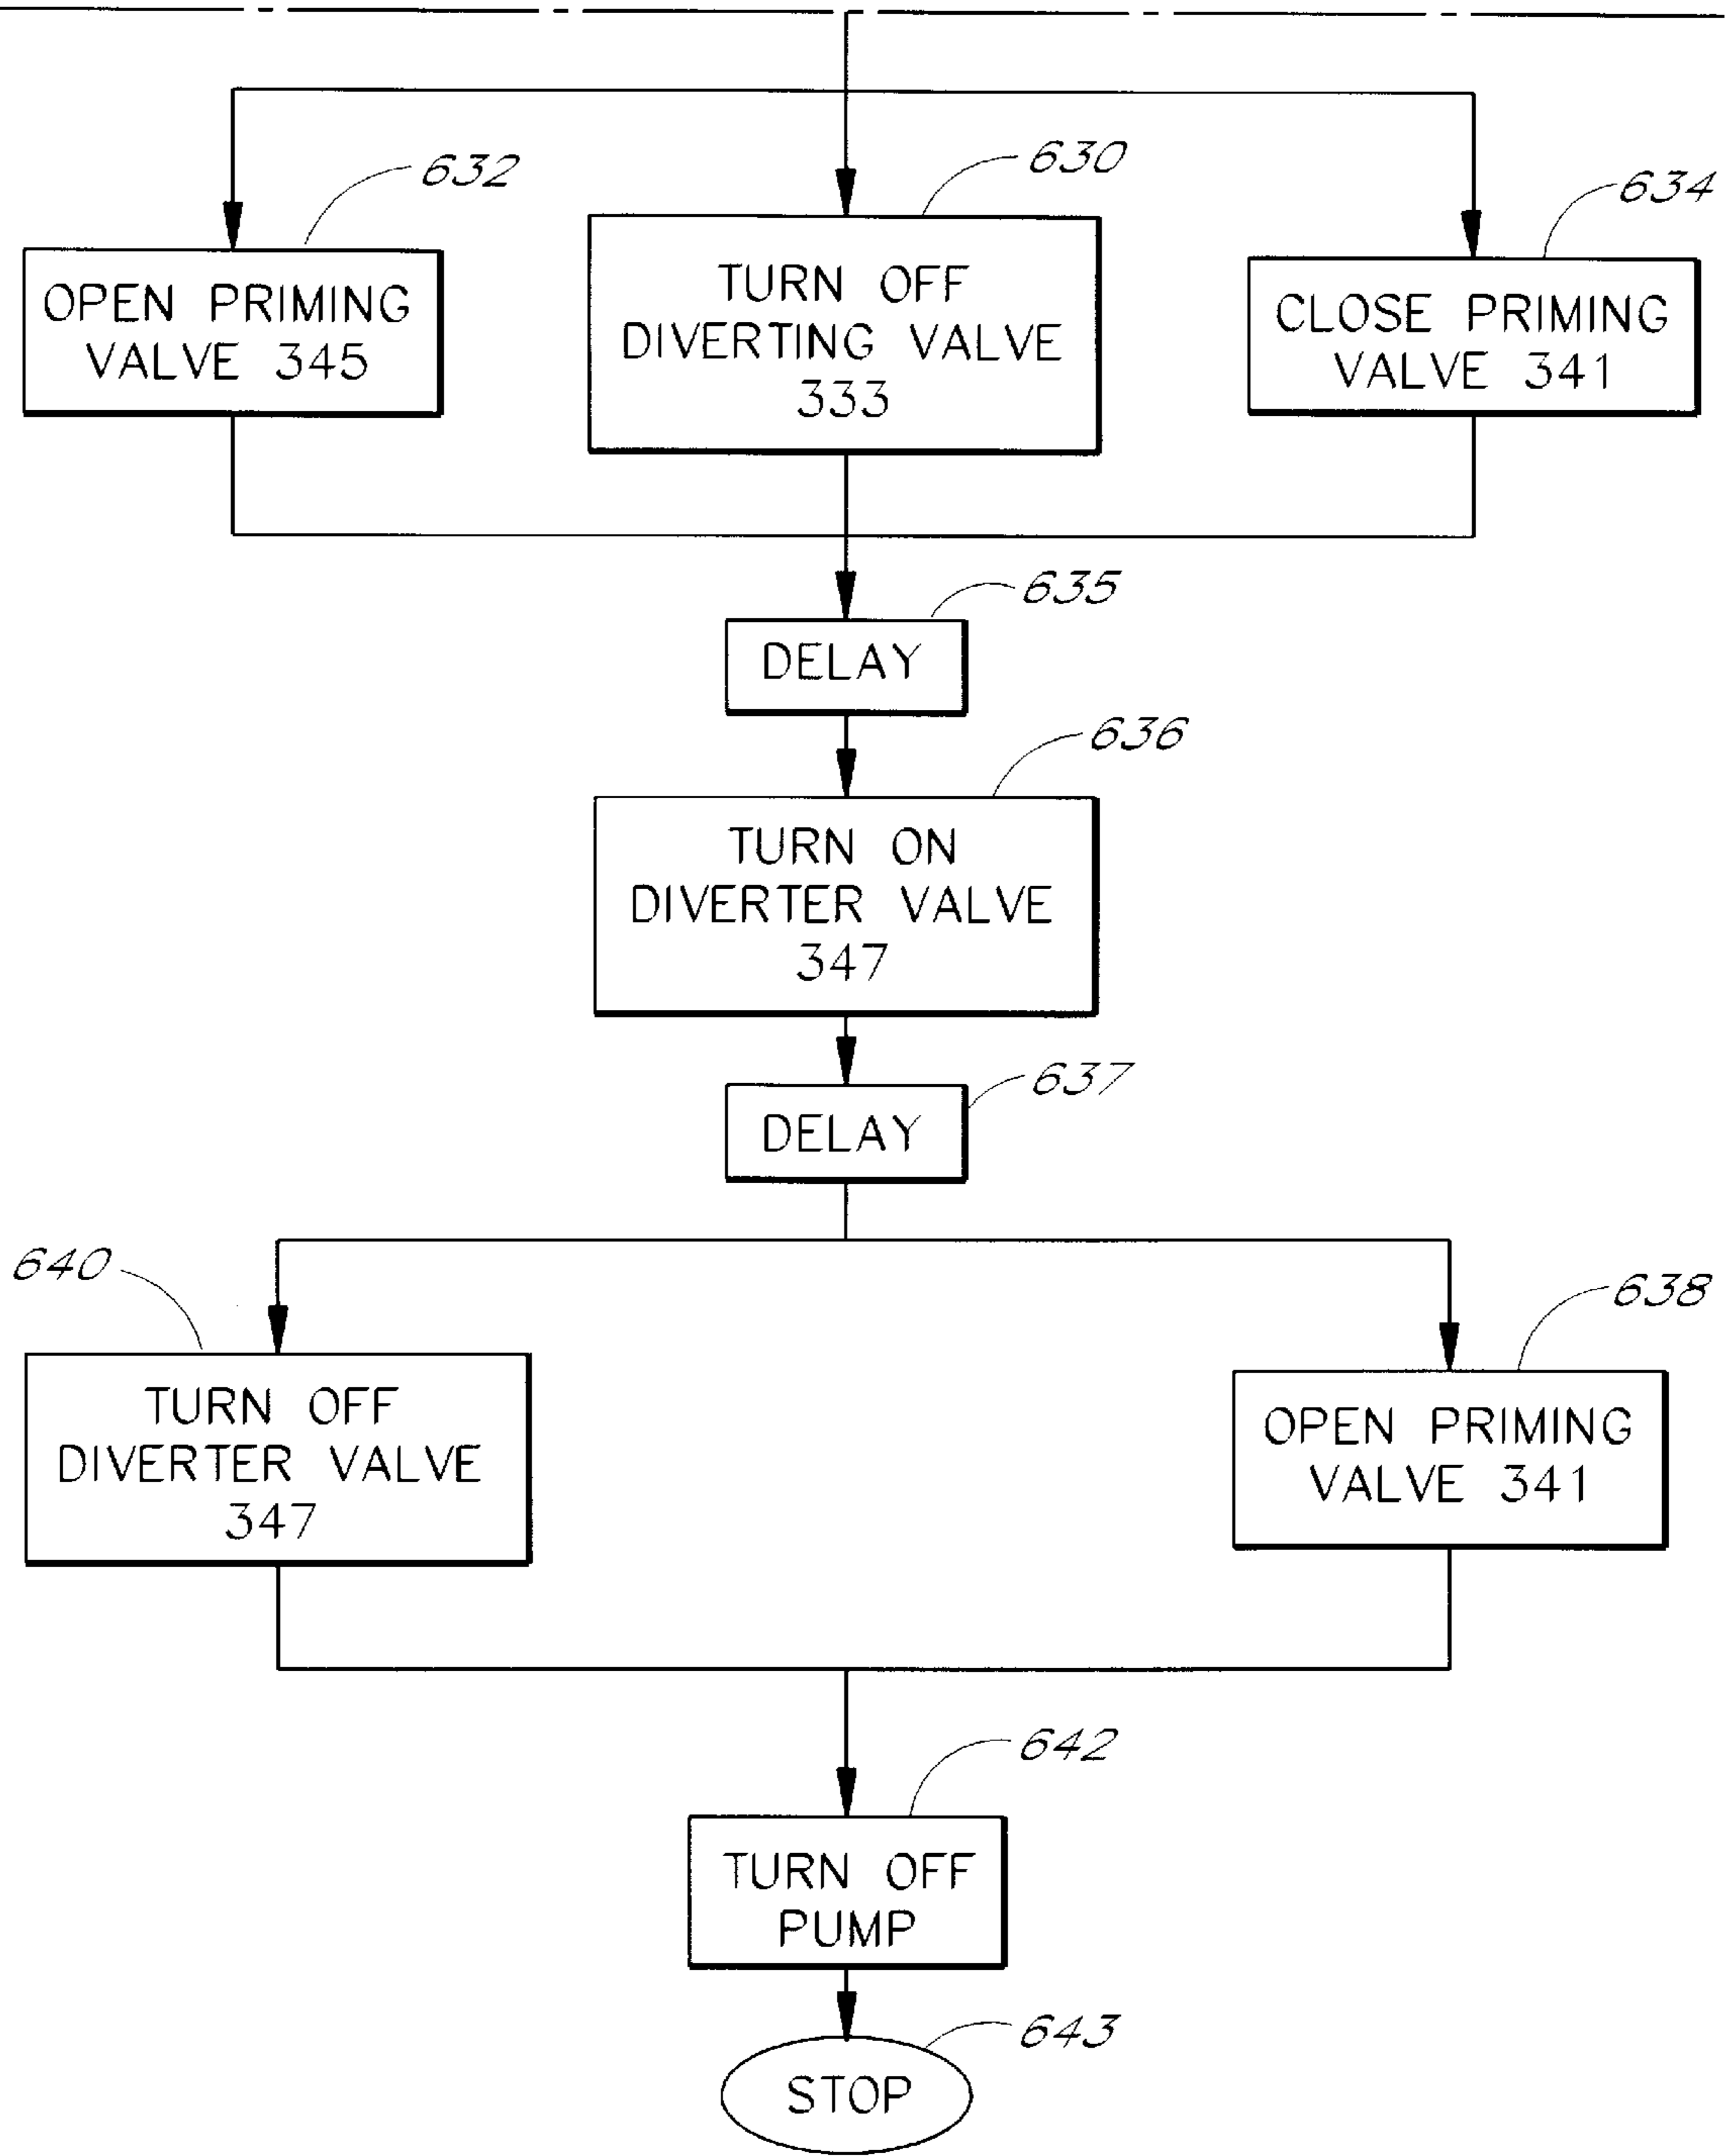 632
630
634
OPEN PRIMING
VALVE 345
TURN OFF
DIVERTING VALVE
333
CLOSE PRIMING
VALVE 341
635
DELAY
636
TURN ON
DIVERTER VALVE
347
637
DELAY
640
638
TURN OFF
DIVERTER VALVE
347
OPEN PRIMING
VALVE 341
642
TURN OFF
PUMP
643
STOP